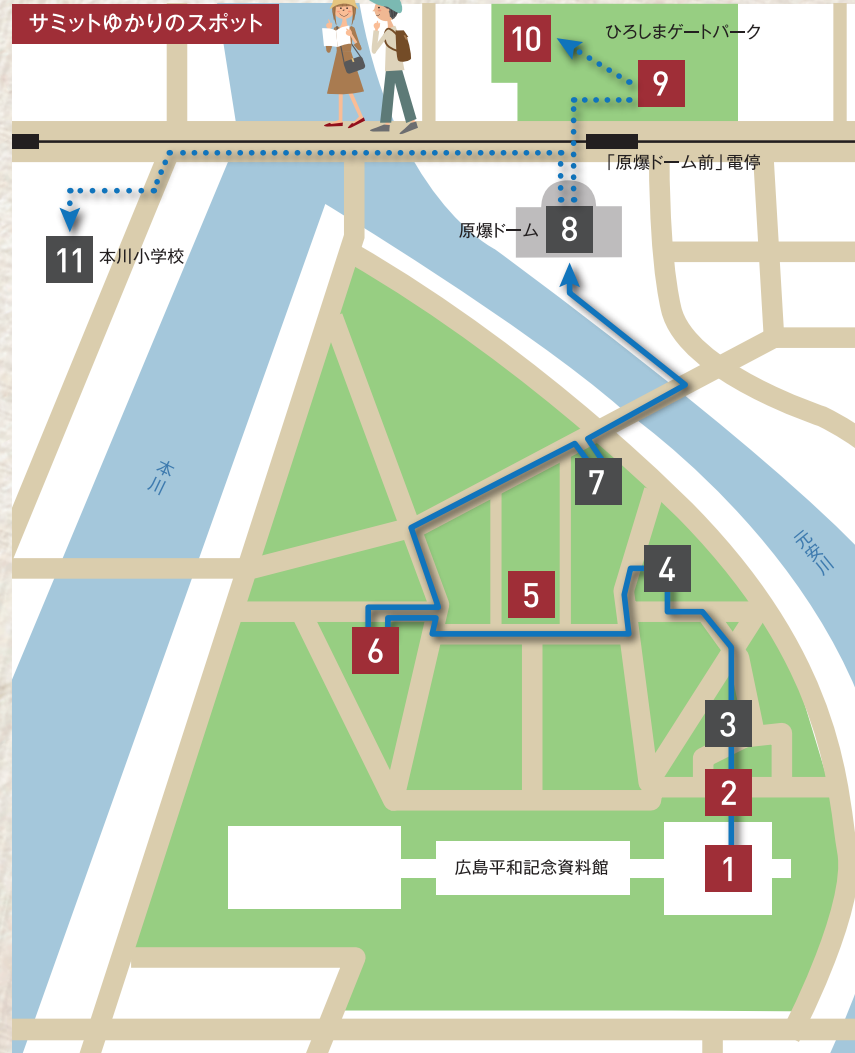 サミットゆかりのスポット
10
ひろしまゲートパーク
9
「原爆ドーム前」電停
原爆ドーム
8
11
本川小学校
本川
7
元安川
4
5
6
3
2
広島平和記念資料館
1